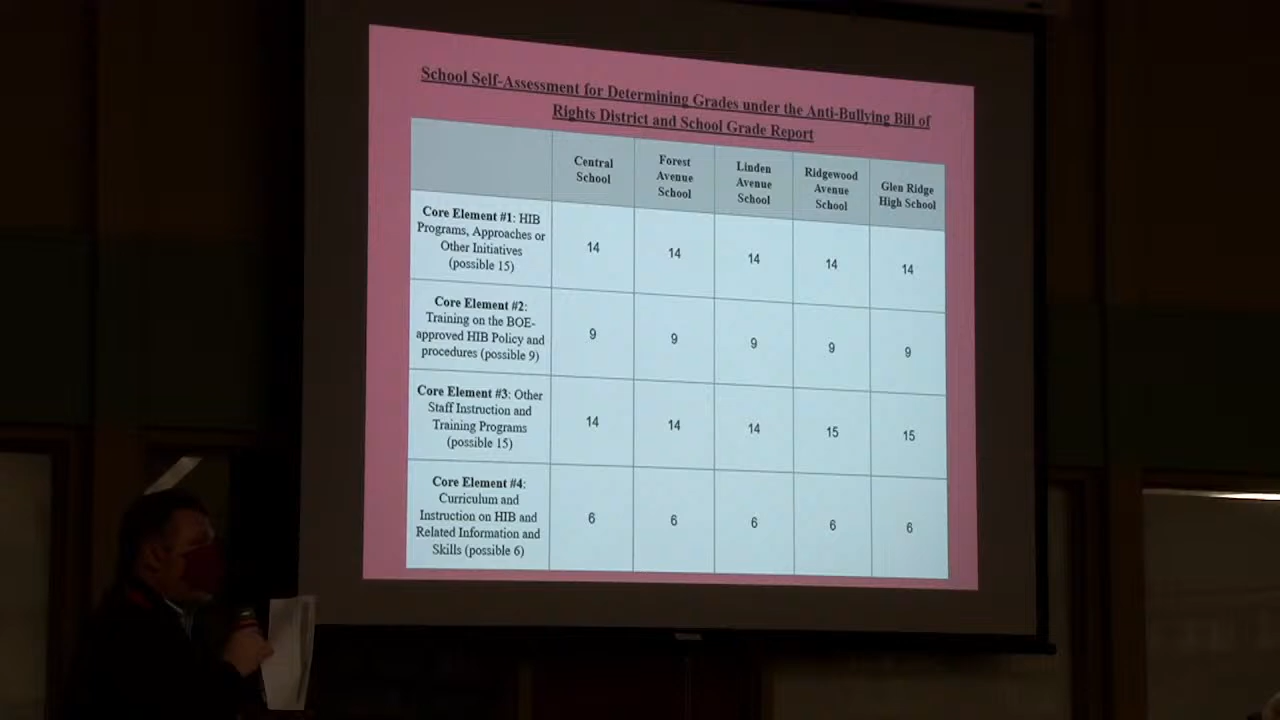 School Self-Assessment for Determining Grades under the Anti-Bullying Bill of
Rights District and School Grade Report
Central
School
Forest
Avenue
School
Linden
Avenue
School
Ridgewood
Avenue
School
Glen Ridge
High School
Core Element #1: HIB
Programs, Approaches or
Other Initiatives
(possible 15)
14
14
14
14
14
Core Element #2:
Training on the BOE-
approved HIB Policy and
procedures (possible 9)
9
9
9
9
9
Core Element #3: Other
Staff Instruction and
Training Programs
(possible 15)
14
14
14
15
15
Core Element #4:
Curriculum and
Instruction on HIB and
Related Information and
Skills (possible 6)
6
6
6
6
6